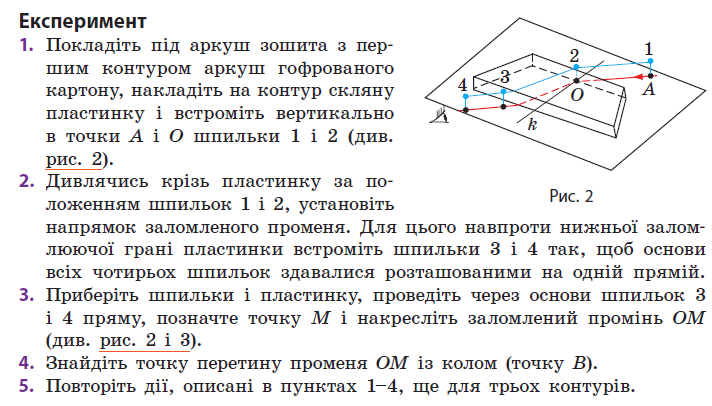 Експеримент
1. Покладіть під аркуш зошита з пер-
шим контуром аркуш гофрованого
картону, накладіть на контур скляну
пластинку і встроміть вертикально
в точки A і O шпильки 1 і 2 (див.
рис. 2).
1
2
3
4
O
A
k
Рис. 2
2. Дивлячись крізь пластинку за по-
ложенням шпильок 1 і 2, установіть
напрямок заломленого променя. Для цього навпроти нижньої залом-
люючої грані пластинки встроміть шпильки 3 і 4 так, щоб основи
всіх чотирьох шпильок здавалися розташованими на одній прямій.
3. Приберіть шпильки і пластинку, проведіть через основи шпильок 3
і 4 пряму, позначте точку M і накресліть заломлений промінь OM
(див. рис. 2 і 3).
4. Знайдіть точку перетину променя OM із колом (точку B).
5. Повторіть дії, описані в пунктах 1–4, ще для трьох контурів.